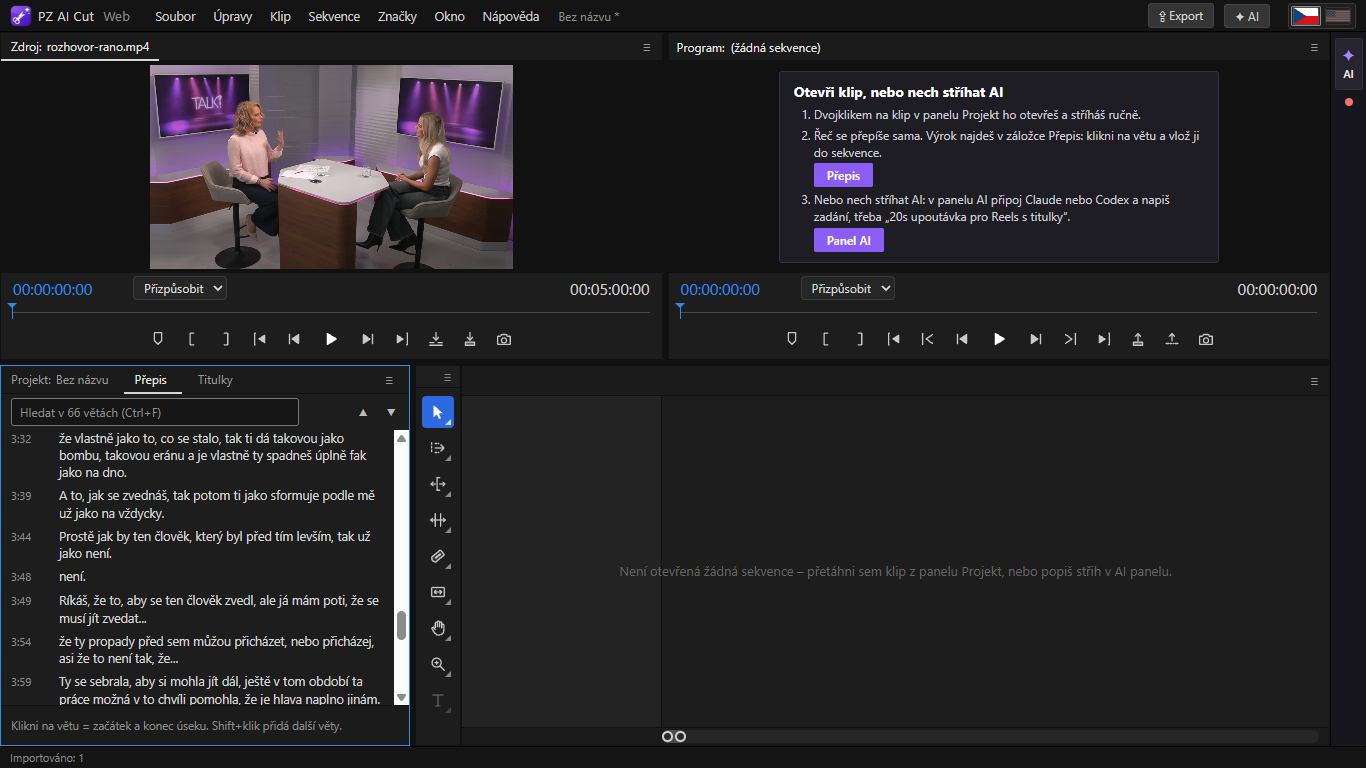 PZ AI Cut Web Soubor Úpravy Klip Sekvence Značky Okno Nápověda Bez názvu * Export AI
Zdroj: rozhovor-rano.mp4
Program: (žádná sekvence)
AI
TALK?
Otevři klip, nebo nech stříhat AI
1. Dvojklikem na klip v panelu Projekt ho otevřeš a stříháš ručně.
2. Řeč se přepíše sama. Výrok najdeš v záložce Přepis: klikni na větu a vlož ji
do sekvence.
Přepis
3. Nebo nech stříhat AI: v panelu AI připoj Claude nebo Codex a napiš
zadání, třeba „20s upoutávka pro Reels s titulky“.
Panel AI
00:00:00:00 Přizpůsobit 00:05:00:00
00:00:00:00 Přizpůsobit 00:00:00:00
Projekt: Bez názvu Přepis Titulky
Hledat v 66 větách (Ctrl+F)
3:32 že vlastně jako to, co se stalo, tak ti dá takovou jako
bombu, takovou eránu a je vlastně ty spadneš úplně fak
jako na dno.
3:39 A to, jak se zvednáš, tak potom ti jako sformuje podle mě
už jako na vždycky.
3:44 Prostě jak by ten člověk, který byl před tím levším, tak už
jako není.
3:48 není.
3:49 Ríkáš, že to, aby se ten člověk zvedl, ale já mám poti, že se
musí jít zvedat...
3:54 že ty propady před sem můžou přicházet, nebo přicházej,
asi že to není tak, že...
3:59 Ty se sebrala, aby si mohla jít dál, ještě v tom období ta
práce možná v to chvíli pomohla, že je hlava naplno jinám.
Klikni na větu = začátek a konec úseku. Shift+klik přidá další věty.
Není otevřená žádná sekvence – přetáhni sem klip z panelu Projekt, nebo popiš střih v AI panelu.
Importováno: 1